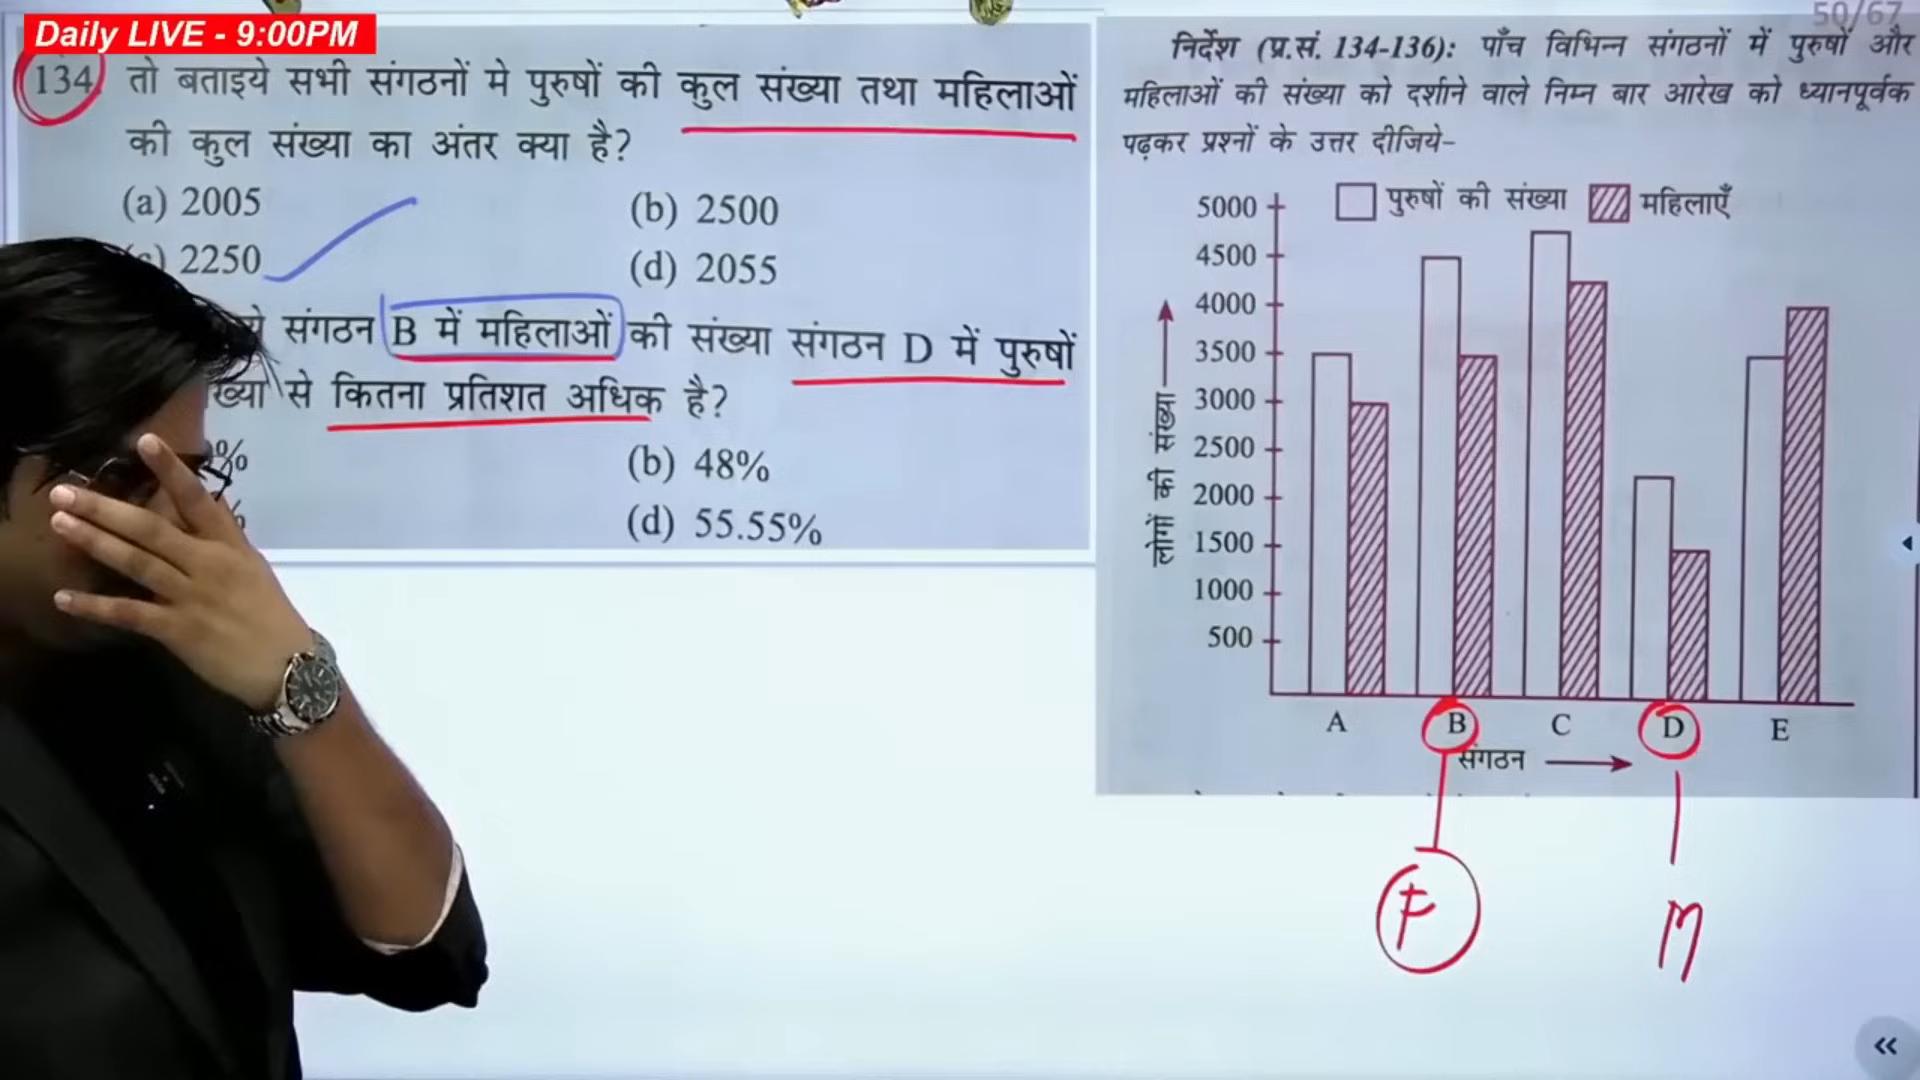 50/67
Daily LIVE - 9:00PM
134. तो बताइये सभी संगठनों मे पुरुषों की कुल संख्या तथा महिलाओं
की कुल संख्या का अंतर क्या है?
(a) 2005
(b) 2500
2250
(d) 2055
संगठन B में महिलाओं की संख्या संगठन D में पुरुषों
से कितना प्रतिशत अधिक है?
%
(b) 48%
%
(d) 55.55%
निर्देश (प्र.सं. 134-136): पाँच विभिन्न संगठनों में पुरुषों और
महिलाओं की संख्या को दर्शाने वाले निम्न बार आरेख को ध्यानपूर्वक
पढ़कर प्रश्नों के उत्तर दीजिये-
पुरुषों की संख्या
महिलाएँ
5000
4500
4000
3500
3000
2500
2000
1500
1000
500
लोगों की संख्या
A
B
C
D
E
संगठन
F
M